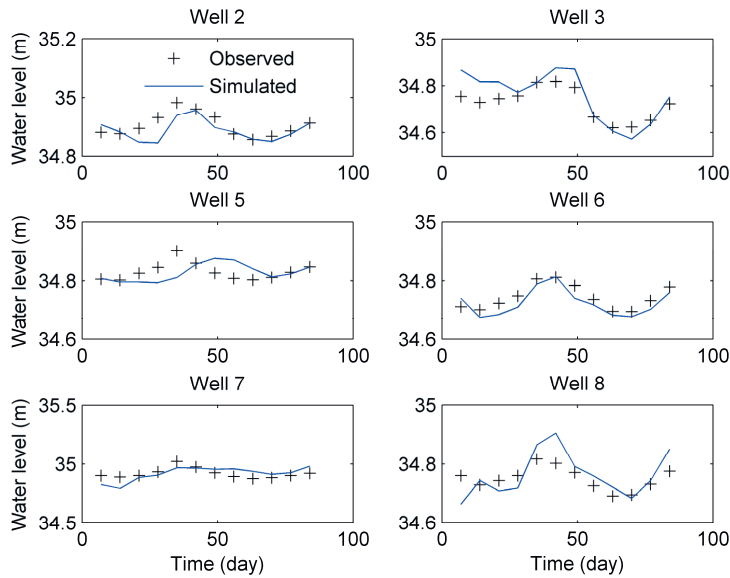 Well 2
Well 3
Water level (m)
35.2
35
34.8
Observed
Simulated
0
50
100
35
34.8
34.6
0
50
100
Well 5
Well 6
Water level (m)
35
34.8
34.6
0
50
100
35
34.8
34.6
0
50
100
Well 7
Well 8
Water level (m)
35.5
35
34.5
0
50
100
Time (day)
35
34.8
34.6
0
50
100
Time (day)